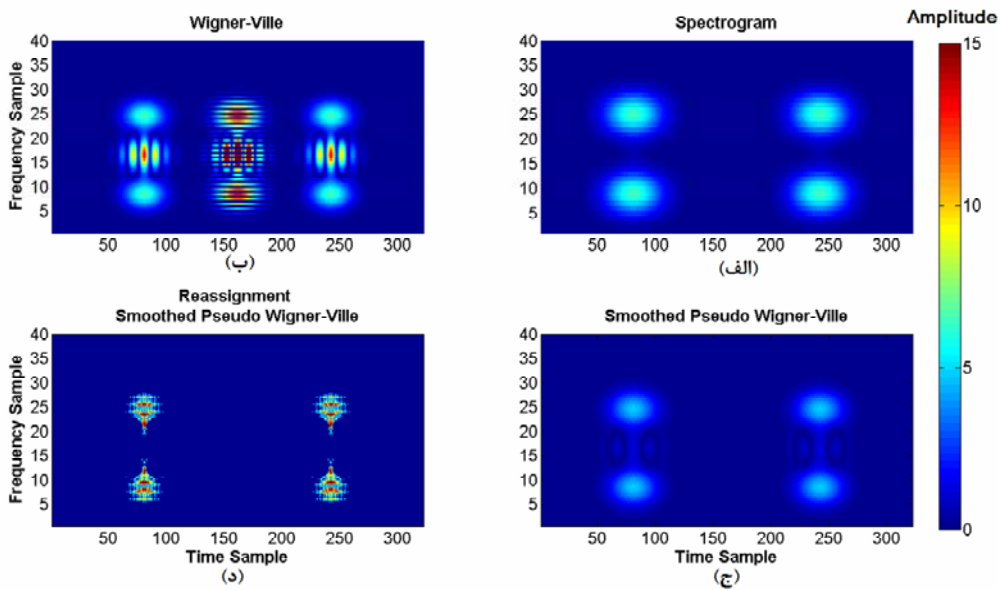 Wigner-Ville
Spectrogram
Amplitude
40
35
30
25
20
15
10
5
Frequency Sample
50 100 150 200 250 300
(ب)
40
35
30
25
20
15
10
5
50 100 150 200 250 300
(الف)
15
10
5
0
Reassignment
Smoothed Pseudo Wigner-Ville
Smoothed Pseudo Wigner-Ville
40
35
30
25
20
15
10
5
Frequency Sample
50 100 150 200 250 300
Time Sample
(د)
40
35
30
25
20
15
10
5
50 100 150 200 250 300
Time Sample
(ج)